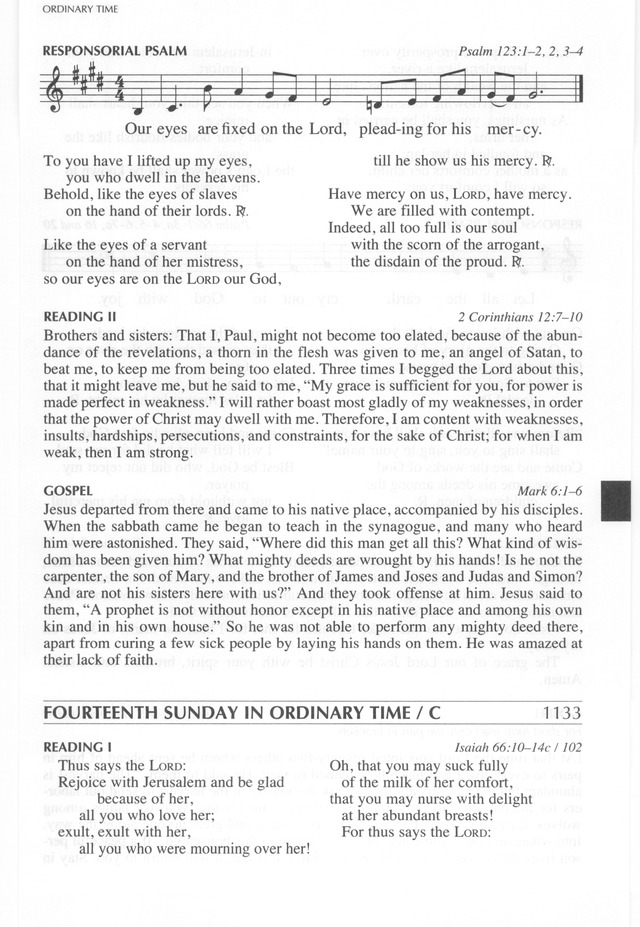 ORDINARY TIME
RESPONSORIAL PSALM Psalm 123:1–2, 2, 3–4
4
4
Our eyes are fixed on the Lord, plead-ing for his mer-cy.
To you have I lifted up my eyes,
you who dwell in the heavens.
Behold, like the eyes of slaves
on the hand of their lords. ℟.
Like the eyes of a servant
on the hand of her mistress,
so our eyes are on the LORD our God,
till he show us his mercy. ℟.
Have mercy on us, LORD, have mercy.
We are filled with contempt.
Indeed, all too full is our soul
with the scorn of the arrogant,
the disdain of the proud. ℟.
READING II 2 Corinthians 12:7–10
Brothers and sisters: That I, Paul, might not become too elated, because of the abun-
dance of the revelations, a thorn in the flesh was given to me, an angel of Satan, to
beat me, to keep me from being too elated. Three times I begged the Lord about this,
that it might leave me, but he said to me, “My grace is sufficient for you, for power is
made perfect in weakness.” I will rather boast most gladly of my weaknesses, in order
that the power of Christ may dwell with me. Therefore, I am content with weaknesses,
insults, hardships, persecutions, and constraints, for the sake of Christ; for when I am
weak, then I am strong.
GOSPEL Mark 6:1–6
Jesus departed from there and came to his native place, accompanied by his disciples.
When the sabbath came he began to teach in the synagogue, and many who heard
him were astonished. They said, “Where did this man get all this? What kind of wis-
dom has been given him? What mighty deeds are wrought by his hands! Is he not the
carpenter, the son of Mary, and the brother of James and Joses and Judas and Simon?
And are not his sisters here with us?” And they took offense at him. Jesus said to
them, “A prophet is not without honor except in his native place and among his own
kin and in his own house.” So he was not able to perform any mighty deed there,
apart from curing a few sick people by laying his hands on them. He was amazed at
their lack of faith.
FOURTEENTH SUNDAY IN ORDINARY TIME / C 1133
READING I Isaiah 66:10–14c / 102
Thus says the LORD:
Rejoice with Jerusalem and be glad
because of her,
all you who love her;
exult, exult with her,
all you who were mourning over her!
Oh, that you may suck fully
of the milk of her comfort,
that you may nurse with delight
at her abundant breasts!
For thus says the LORD: